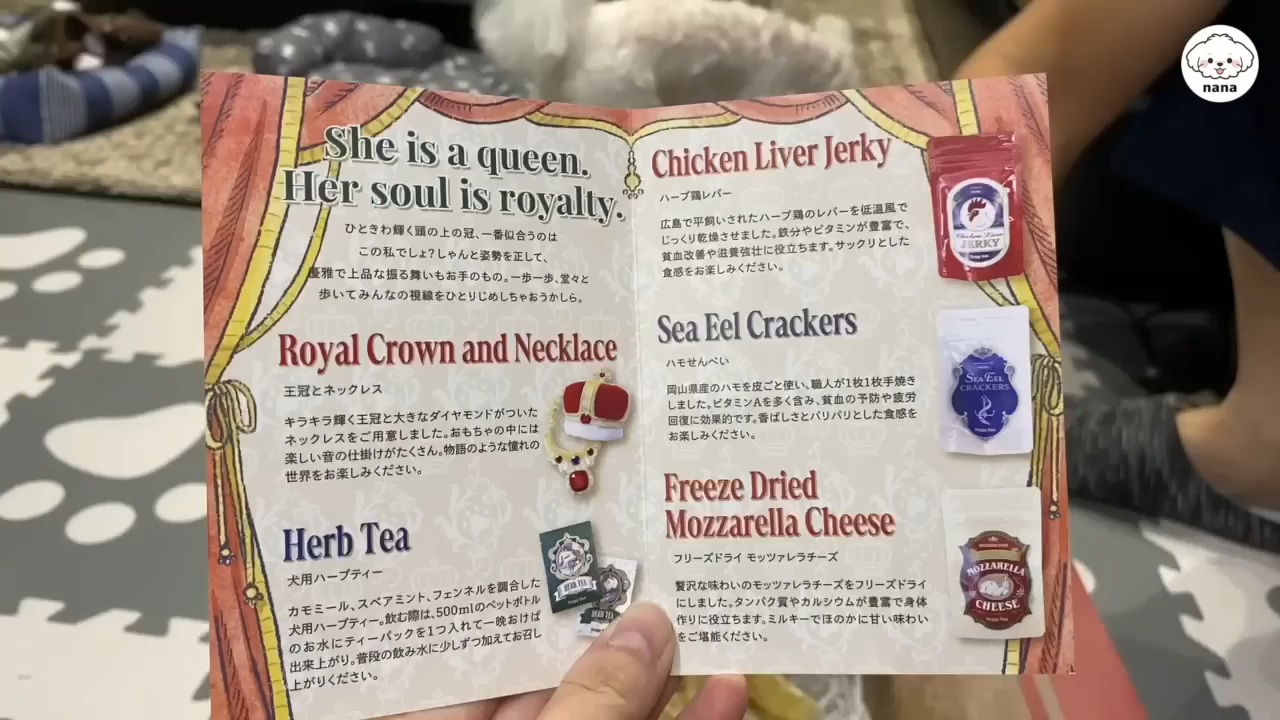 nana
She is a queen.
Her soul is royalty.
ひときわ輝く頭の上の冠、一番似合うのは
この私でしょ?しゃんと姿勢を正して、
優雅で上品な振る舞いもお手のもの。一歩一歩、堂々と
歩いてみんなの視線をひとりじめしちゃおうかしら。
Royal Crown and Necklace
王冠とネックレス
キラキラ輝く王冠と大きなダイヤモンドがついた
ネックレスをご用意しました。おもちゃの中には
楽しい音の仕掛けがたくさん。物語のような憧れの
世界をお楽しみください。
Herb Tea
犬用ハーブティー
カモミール、スペアミント、フェンネルを調合した
犬用ハーブティー。飲む際は、500mlのペットボトル
のお水にティーパックを1つ入れて一晩おけば
出来上がり。普段の飲み水に少しずつ加えてお召し
上がりください。
HERB TEA
HERB TEA
Chicken Liver Jerky
ハーブ鶏レバー
広島で平飼いされたハーブ鶏のレバーを低温風で
じっくり乾燥させました。鉄分やビタミンが豊富で、
貧血改善や滋養強壮に役立ちます。サックリとした
食感をお楽しみください。
Chicken Liver
JERKY
Sea Eel Crackers
ハモせんべい
岡山県産のハモを皮ごと使い、職人が1枚1枚手焼き
しました。ビタミンAを多く含み、貧血の予防や疲労
回復に効果的です。香ばしさとパリパリとした食感を
お楽しみください。
SEA EEL
CRACKERS
Freeze Dried
Mozzarella Cheese
フリーズドライ モッツァレラチーズ
贅沢な味わいのモッツァレラチーズをフリーズドライ
にしました。タンパク質やカルシウムが豊富で身体
作りに役立ちます。ミルキーでほのかに甘い味わい
をご堪能ください。
MOZZARELLA
CHEESE